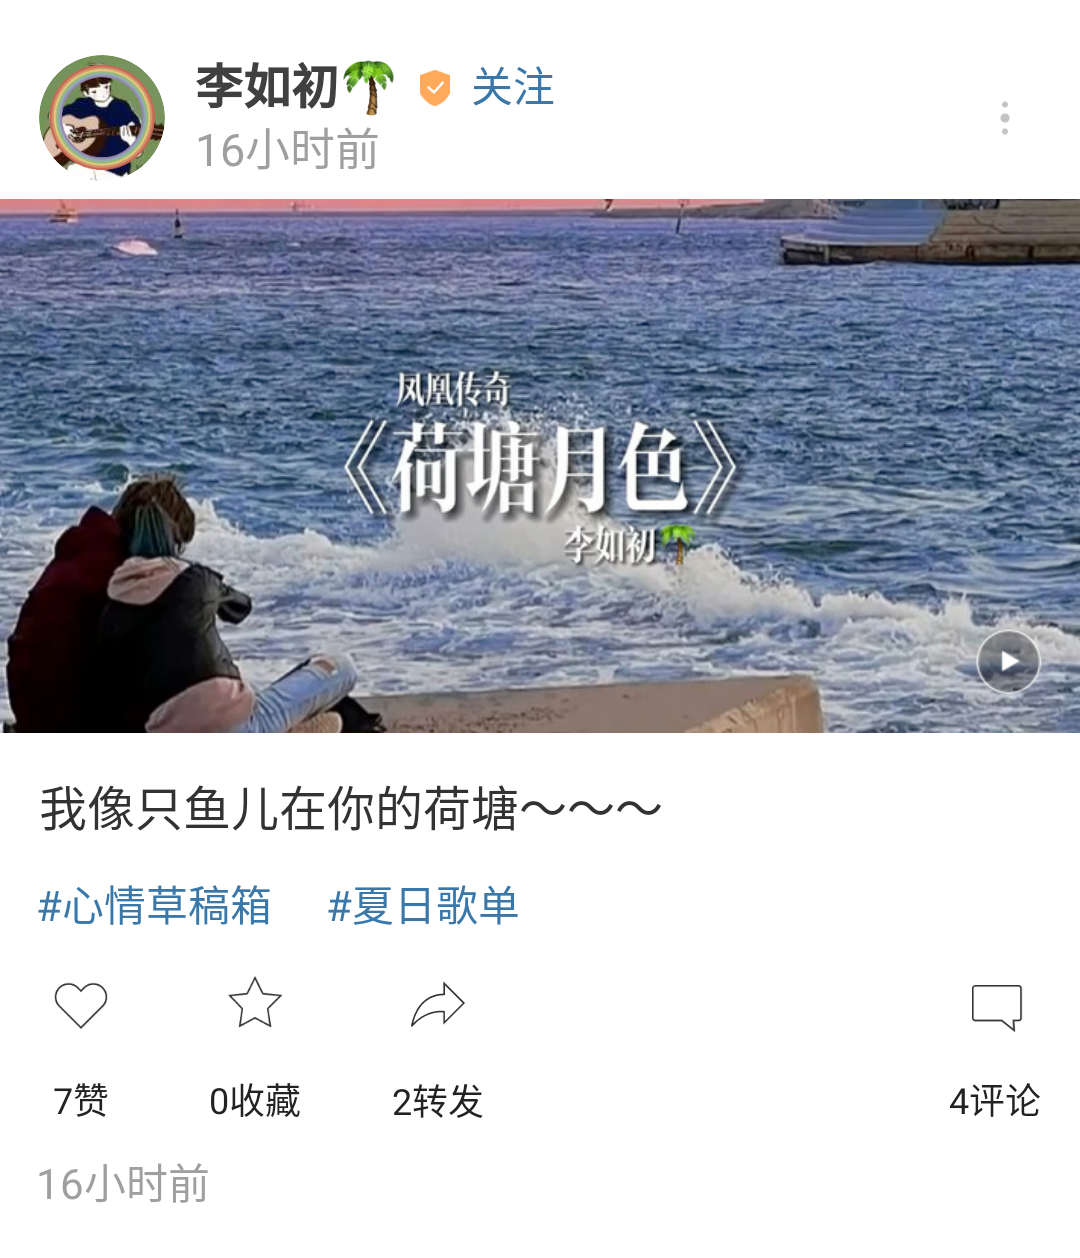 李如初🌴 关注
16小时前
凤凰传奇
《荷塘月色》
李如初🌴
我像只鱼儿在你的荷塘～～～
#心情草稿箱 #夏日歌单
7赞 0收藏 2转发 4评论
16小时前